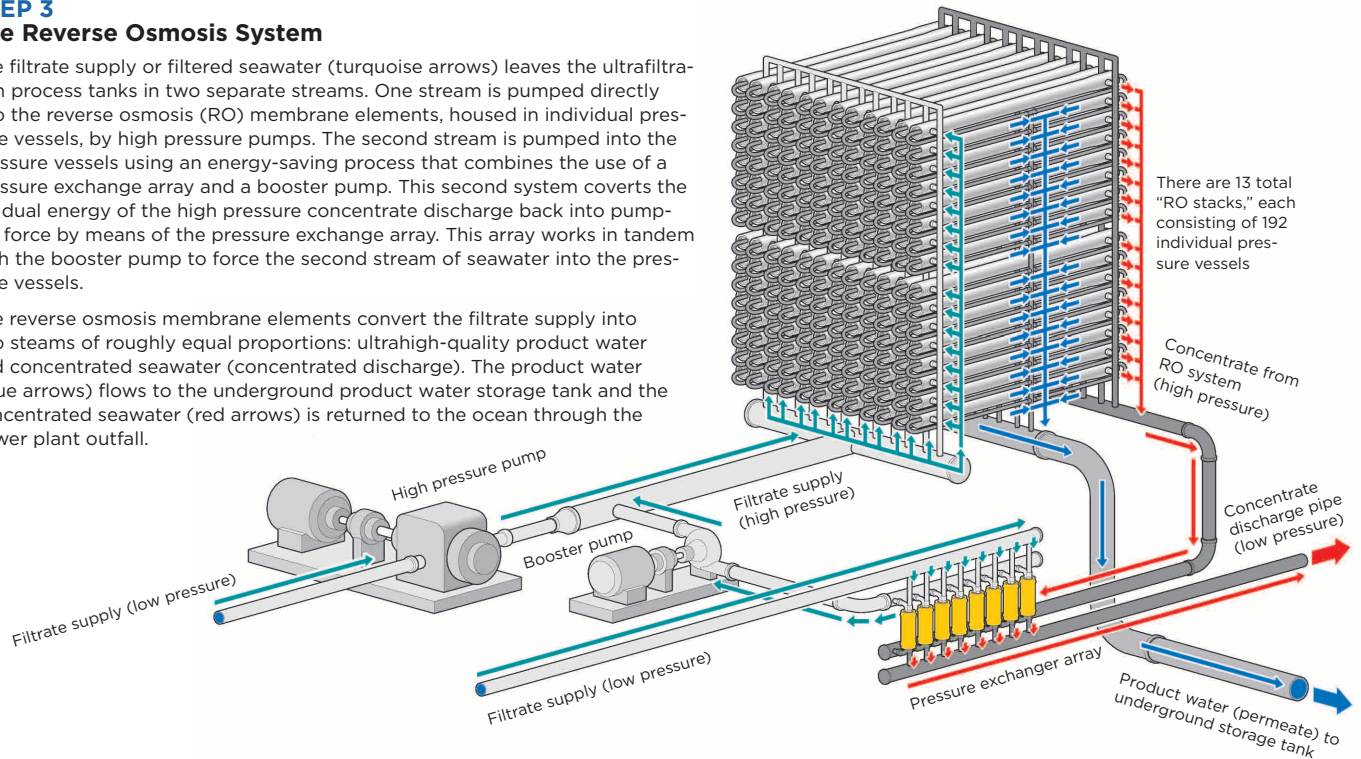 EP 3
e Reverse Osmosis System
e filtrate supply or filtered seawater (turquoise arrows) leaves the ultrafiltra-
n process tanks in two separate streams. One stream is pumped directly
o the reverse osmosis (RO) membrane elements, housed in individual pres-
e vessels, by high pressure pumps. The second stream is pumped into the
ssure vessels using an energy-saving process that combines the use of a
ssure exchange array and a booster pump. This second system coverts the
dual energy of the high pressure concentrate discharge back into pump-
force by means of the pressure exchange array. This array works in tandem
h the booster pump to force the second stream of seawater into the pres-
e vessels.
e reverse osmosis membrane elements convert the filtrate supply into
o steams of roughly equal proportions: ultrahigh-quality product water
d concentrated seawater (concentrated discharge). The product water
ue arrows) flows to the underground product water storage tank and the
ncentrated seawater (red arrows) is returned to the ocean through the
wer plant outfall.
There are 13 total
“RO stacks,” each
consisting of 192
individual pres-
sure vessels
Concentrate from
RO system
(high pressure)
High pressure pump
Filtrate supply
(high pressure)
Concentrate
discharge pipe
(low pressure)
Booster pump
Filtrate supply (low pressure)
Filtrate supply (low pressure)
Pressure exchanger array
Product water (permeate) to
underground storage tank